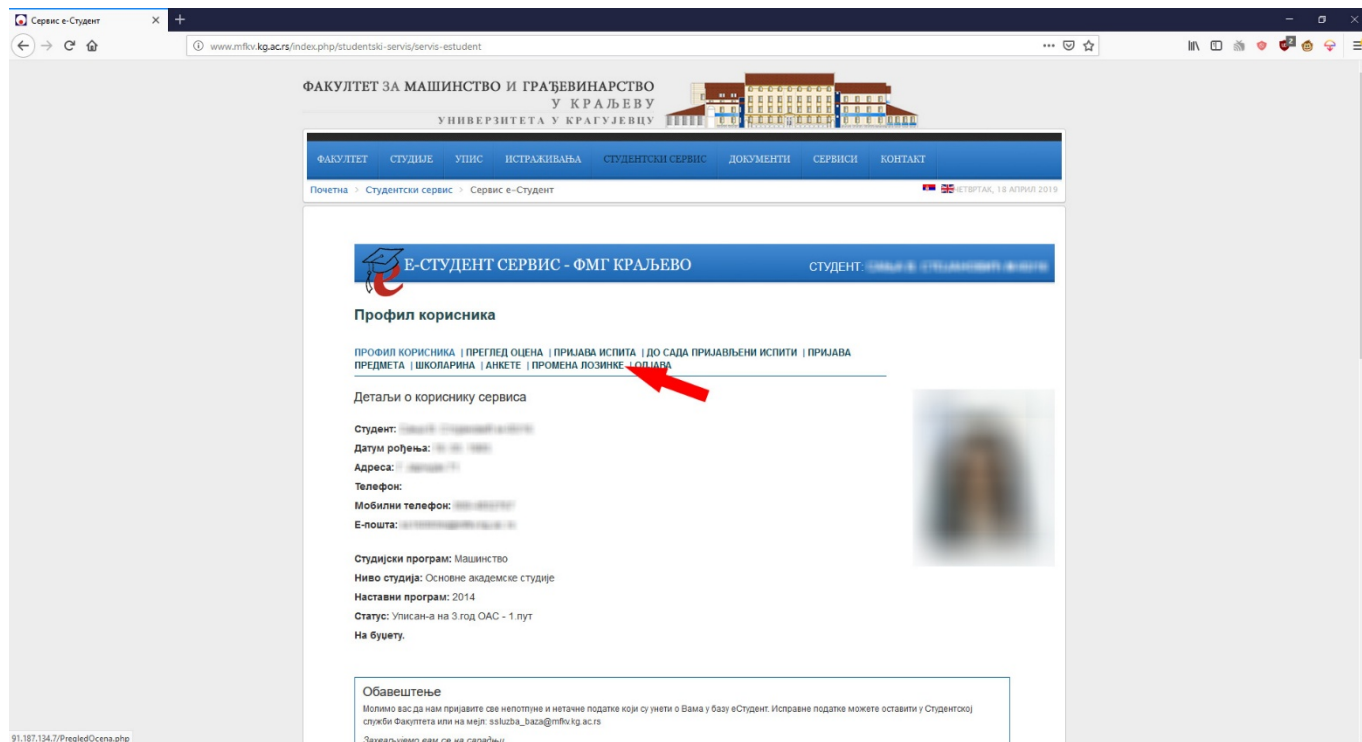 Сервис е-Студент
www.mfkv.kg.ac.rs/index.php/studentski-servis/servis-estudent
ФАКУЛТЕТ ЗА МАШИНСТВО И ГРАЂЕВИНАРСТВО
У КРАЉЕВУ
УНИВЕРЗИТЕТА У КРАГУЈЕВЦУ
ФАКУЛТЕТ СТУДИЈЕ УПИС ИСТРАЖИВАЊА СТУДЕНТСКИ СЕРВИС ДОКУМЕНТИ СЕРВИСИ КОНТАКТ
Почетна > Студентски сервис > Сервис е-Студент ЧЕТВРТАК, 18 АПРИЛ 2019
Е-СТУДЕНТ СЕРВИС - ФМГ КРАЉЕВО СТУДЕНТ:
Профил корисника
ПРОФИЛ КОРИСНИКА | ПРЕГЛЕД ОЦЕНА | ПРИЈАВА ИСПИТА | ДО САДА ПРИЈАВЉЕНИ ИСПИТИ | ПРИЈАВА
ПРЕДМЕТА | ШКОЛАРИНА | АНКЕТЕ | ПРОМЕНА ЛОЗИНКЕ | ОДЈАВА
Детаљи о кориснику сервиса
Студент:
Датум рођења:
Адреса:
Телефон:
Мобилни телефон:
Е-пошта:
Студијски програм: Машинство
Ниво студија: Основне академске студије
Наставни програм: 2014
Статус: Уписан-а на 3.год ОАС - 1.пут
На буџету.
Обавештење
Молимо вас да нам пријавите све непотпуне и нетачне податке који су унети о Вама у базу еСтудент. Исправне податке можете оставити у Студентској
служби Факултета или на мејл: ssluzba_baza@mfkv.kg.ac.rs
Захваљујемо вам се на сарадњи
91.187.134.7/PregledOcena.php